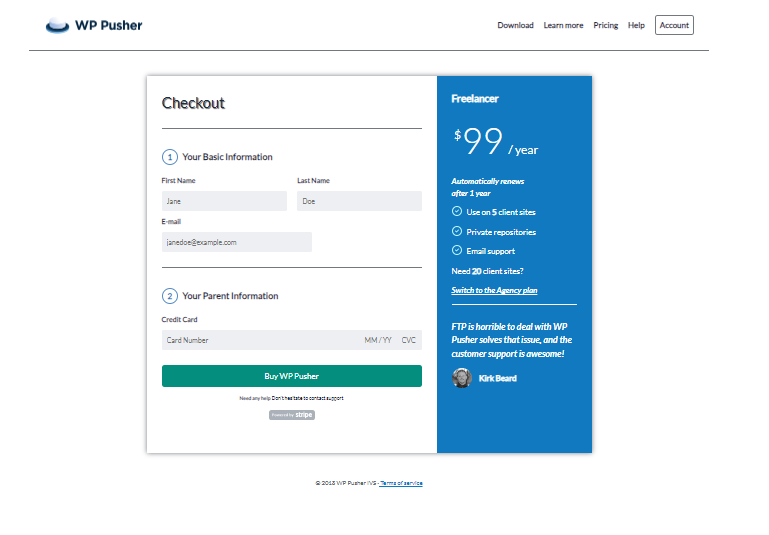 WP Pusher
Download Learn more Pricing Help Account
Checkout
1 Your Basic Information
First Name Last Name
Jane Doe
E-mail
janedoe@example.com
2 Your Parent Information
Credit Card
Card Number MM / YY CVC
Buy WP Pusher
Need any help Don't hesitate to contact support
Powered by stripe
Freelancer
$99 / year
Automatically renews
after 1 year
Use on 5 client sites
Private repositories
Email support
Need 20 client sites?
Switch to the Agency plan
FTP is horrible to deal with WP
Pusher solves that issue, and the
customer support is awesome!
Kirk Beard
© 2018 WP Pusher IVS - Terms of service